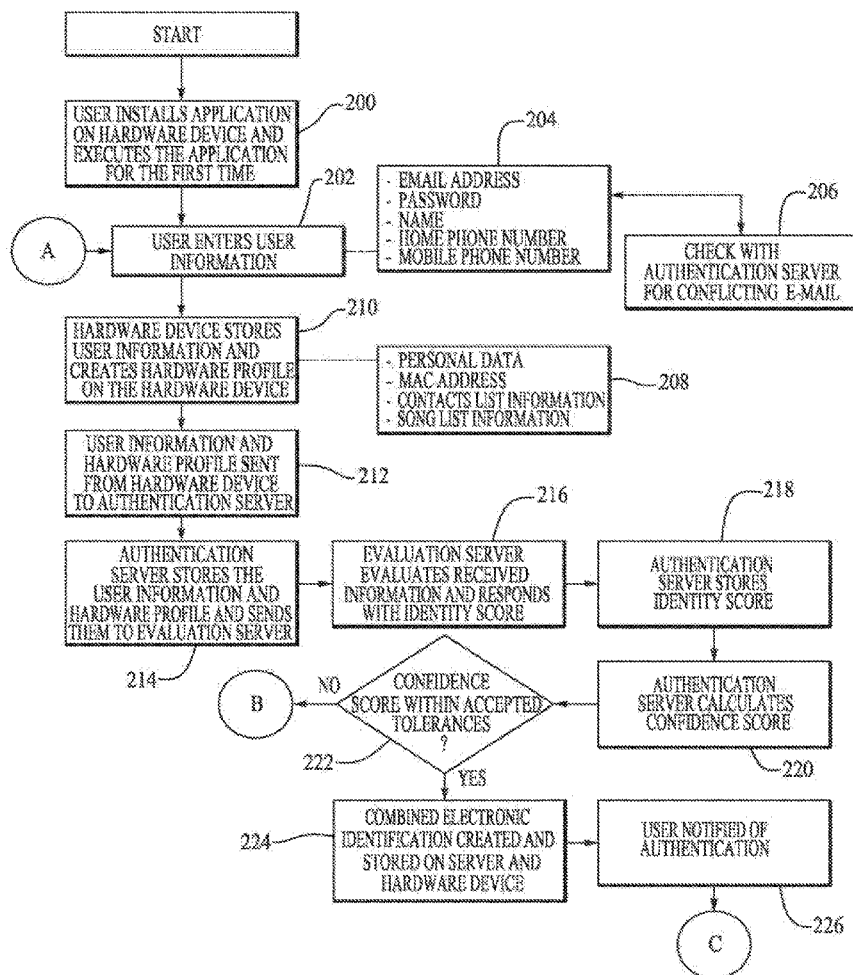 START
USER INSTALLS APPLICATION
ON HARDWARE DEVICE AND
EXECUTES THE APPLICATION
FOR THE FIRST TIME
200
202
204
- EMAIL ADDRESS
- PASSWORD
- NAME
- HOME PHONE NUMBER
- MOBILE PHONE NUMBER
206
CHECK WITH
AUTHENTICATION SERVER
FOR CONFLICTING E-MAIL
A
USER ENTERS USER
INFORMATION
210
HARDWARE DEVICE STORES
USER INFORMATION AND
CREATES HARDWARE PROFILE
ON THE HARDWARE DEVICE
- PERSONAL DATA
- MAC ADDRESS
- CONTACTS LIST INFORMATION
- SONG LIST INFORMATION
208
USER INFORMATION AND
HARDWARE PROFILE SENT
FROM HARDWARE DEVICE
TO AUTHENTICATION SERVER
212
AUTHENTICATION
SERVER STORES THE
USER INFORMATION AND
HARDWARE PROFILE AND SENDS
THEM TO EVALUATION SERVER
214
216
EVALUATION SERVER
EVALUATES RECEIVED
INFORMATION AND RESPONDS
WITH IDENTITY SCORE
218
AUTHENTICATION
SERVER STORES
IDENTITY SCORE
AUTHENTICATION
SERVER CALCULATES
CONFIDENCE SCORE
220
CONFIDENCE
SCORE WITHIN ACCEPTED
TOLERANCES
?
222
NO
B
YES
224
COMBINED ELECTRONIC
IDENTIFICATION CREATED AND
STORED ON SERVER AND
HARDWARE DEVICE
USER NOTIFIED OF
AUTHENTICATION
226
C